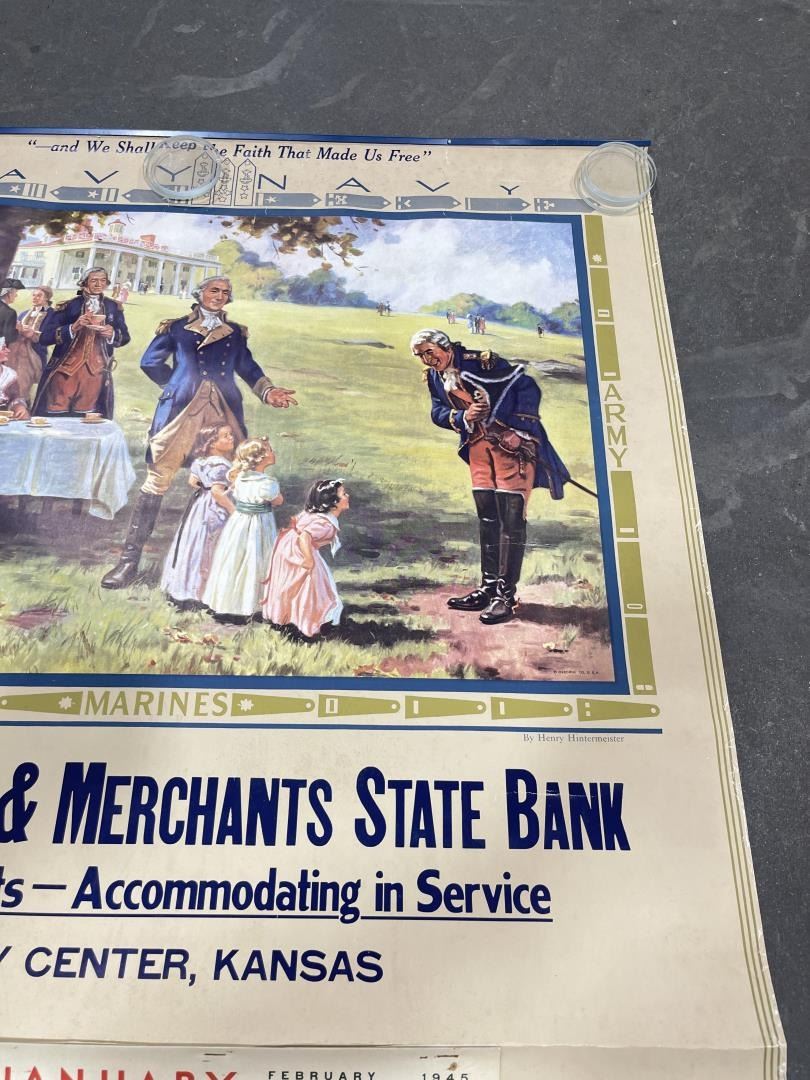 "—and We Shall Keep the Faith That Made Us Free"
A V Y N A V Y
ARMY
MARINES
By Henry Hintermeister
& MERCHANTS STATE BANK
ts — Accommodating in Service
Y CENTER, KANSAS
JANUARY FEBRUARY 1945